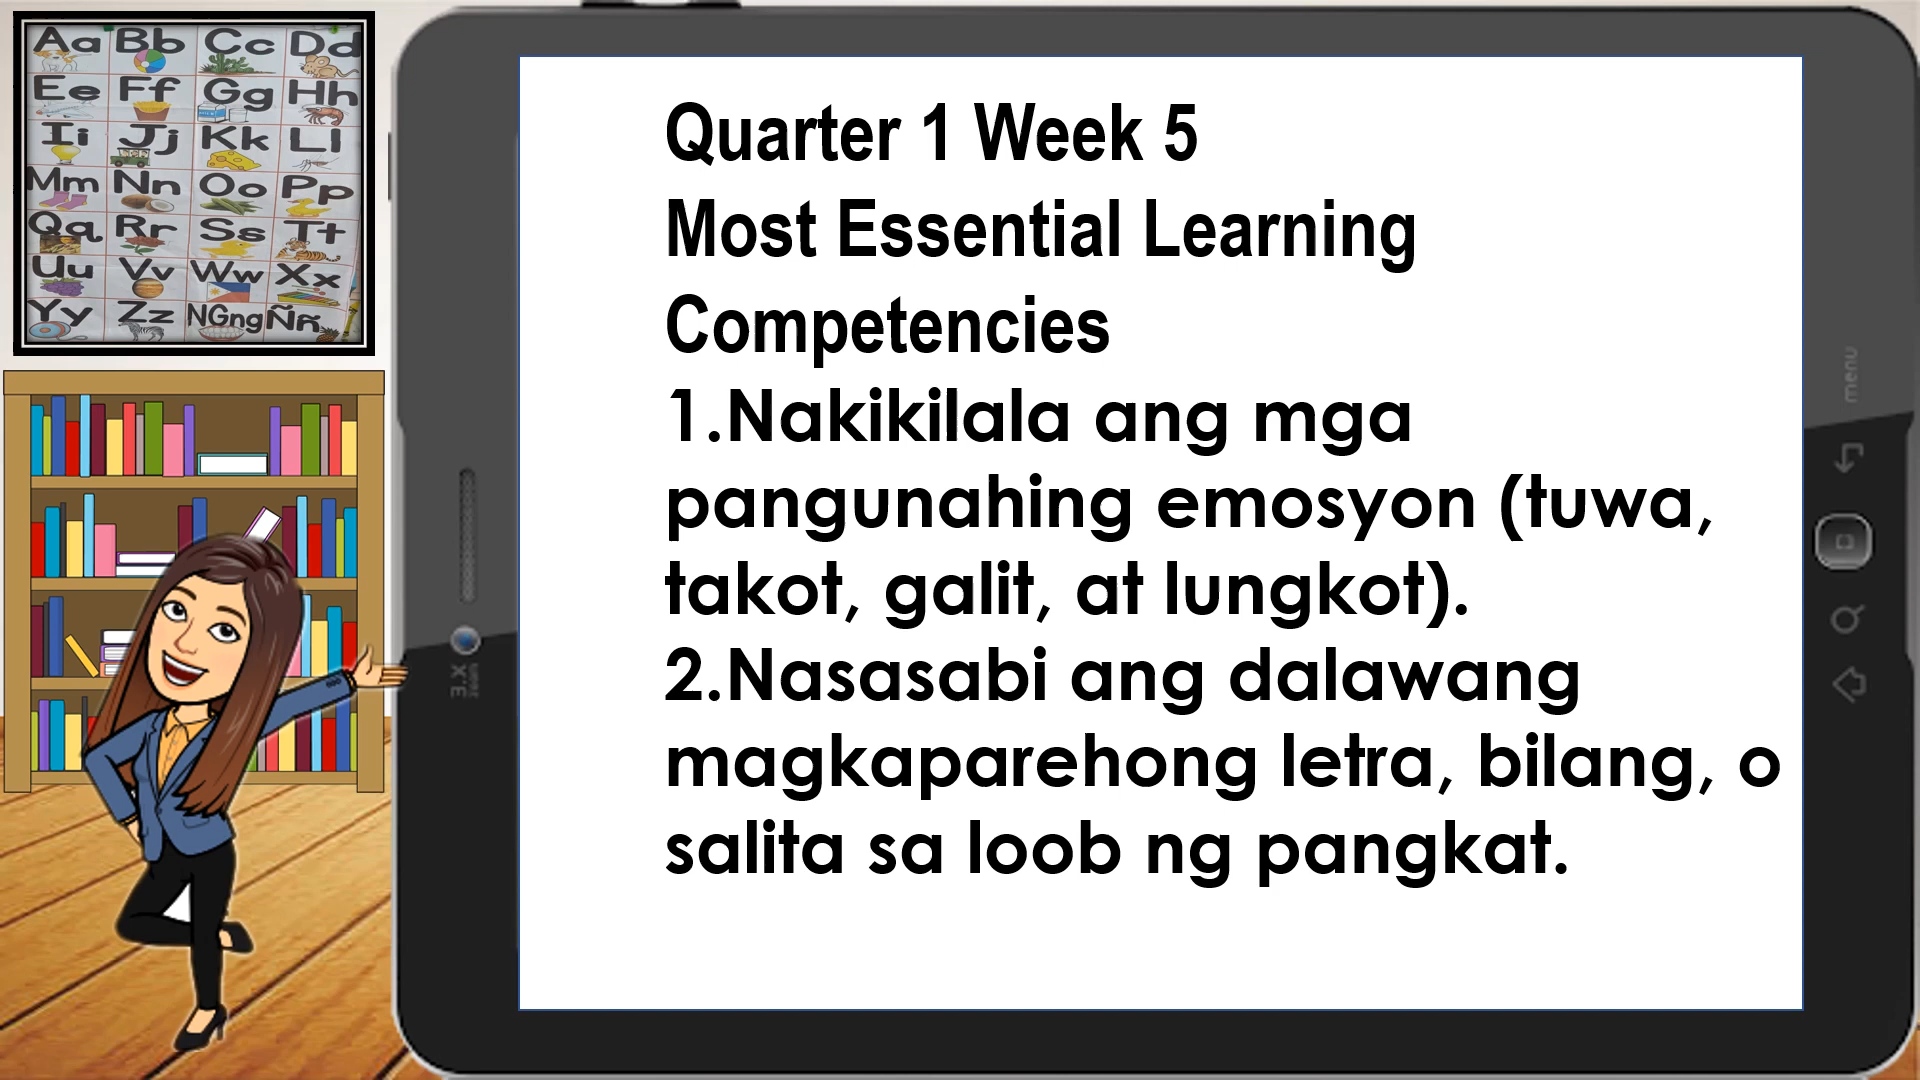 Aa Bb Cc Dd
Ee Ff Gg Hh
Ii Jj Kk Ll
Mm Nn Oo Pp
Qq Rr Ss Tt
Uu Vv Ww Xx
Yy Zz NGng Ññ
Quarter 1 Week 5
Most Essential Learning
Competencies
1.Nakikilala ang mga
pangunahing emosyon (tuwa,
takot, galit, at lungkot).
2.Nasasabi ang dalawang
magkaparehong letra, bilang, o
salita sa loob ng pangkat.
3.X
zoom
menu